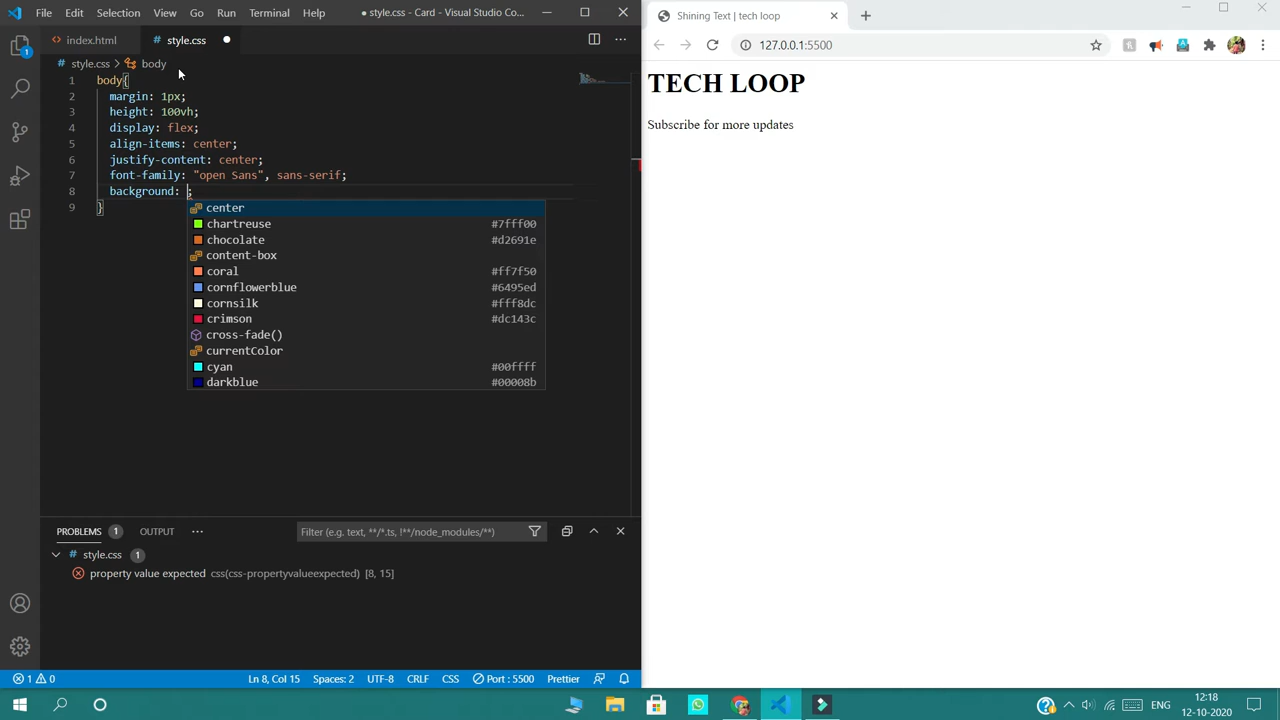 File Edit Selection View Go Run Terminal Help
● style.css - Card - Visual Studio Co...
index.html
# style.css ●
# style.css > body
1 body{
2 margin: 1px;
3 height: 100vh;
4 display: flex;
5 align-items: center;
6 justify-content: center;
7 font-family: "open Sans", sans-serif;
8 background: ;
9 }
center
chartreuse #7fff00
chocolate #d2691e
content-box
coral #ff7f50
cornflowerblue #6495ed
cornsilk #fff8dc
crimson #dc143c
cross-fade()
currentColor
cyan #00ffff
darkblue #00008b
PROBLEMS 1 OUTPUT ...
Filter (e.g. text, **/*.ts, !**/node_modules/**)
# style.css 1
property value expected css(css-propertyvalueexpected) [8, 15]
1 0 Ln 8, Col 15 Spaces: 2 UTF-8 CRLF CSS Port : 5500 Prettier
Shining Text | tech loop
127.0.0.1:5500
TECH LOOP
Subscribe for more updates
ENG
12:18
12-10-2020